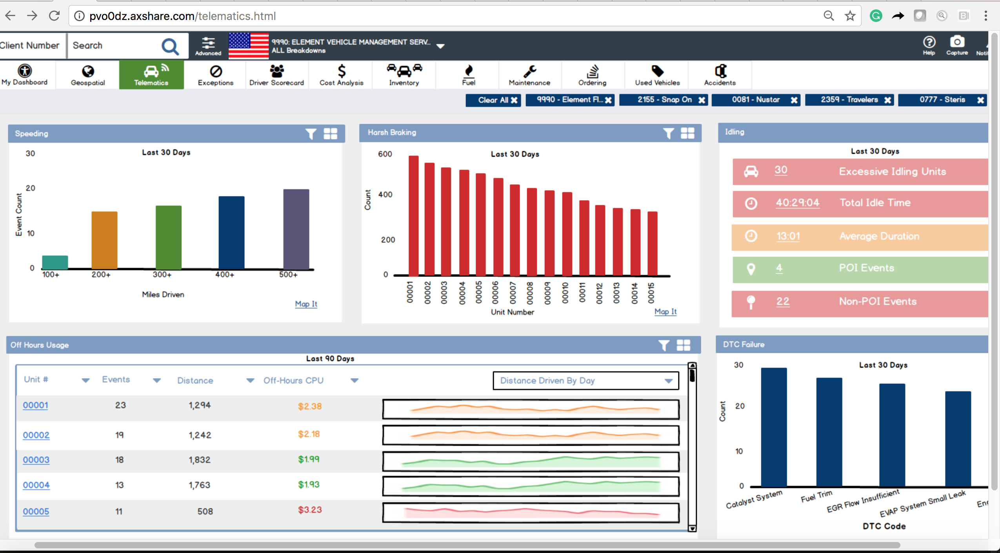 pvo0dz.axshare.com/telematics.html
Client Number
Search
Advanced
9990: ELEMENT VEHICLE MANAGEMENT SERV...
ALL Breakdowns
Help
Capture
My Dashboard
Geospatial
Telematics
Exceptions
Driver Scorecard
Cost Analysis
Inventory
Fuel
Maintenance
Ordering
Used Vehicles
Accidents
Clear All
9990 - Element Fl...
2155 - Snap On
0081 - Nustar
2359 - Travelers
0777 - Steris
Speeding
Last 30 Days
30
20
10
0
Event Count
100+ 200+ 300+ 400+ 500+
Miles Driven
Map It
Harsh Braking
Last 30 Days
600
400
200
0
Count
00001 00002 00003 00004 00005 00006 00007 00008 00009 00010 00011 00012 00013 00014 00015
Unit Number
Map It
Idling
Last 30 Days
30 Excessive Idling Units
40:29:04 Total Idle Time
13:01 Average Duration
4 POI Events
22 Non-POI Events
Off Hours Usage
Last 90 Days
Unit # Events Distance Off-Hours CPU Distance Driven By Day
00001 23 1,294 $2.38
00002 19 1,242 $2.18
00003 18 1,832 $1.99
00004 13 1,763 $1.93
00005 11 508 $3.23
DTC Failure
Last 30 Days
30
20
10
0
Count
Catalyst System
Fuel Trim
EGR Flow Insufficient
EVAP System Small Leak
DTC Code